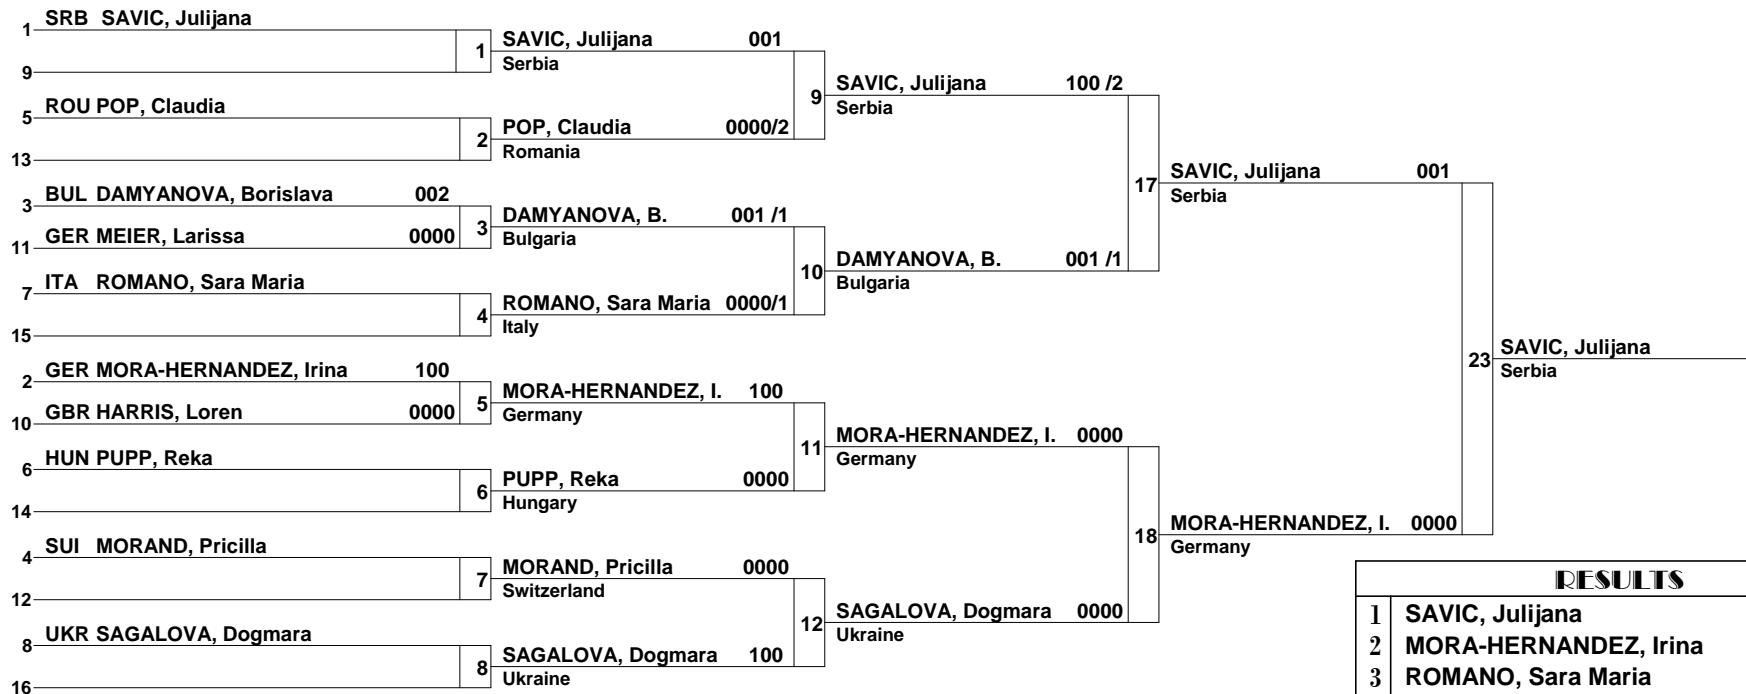 SRB SAVIC, Julijana
1
SAVIC, Julijana 001
1
Serbia
9
SAVIC, Julijana 100 /2
9
Serbia
ROU POP, Claudia
5
POP, Claudia 0000/2
2
Romania
13
SAVIC, Julijana 001
17
Serbia
BUL DAMYANOVA, Borislava 002
3
DAMYANOVA, B. 001 /1
3
Bulgaria
GER MEIER, Larissa 0000
11
DAMYANOVA, B. 001 /1
10
Bulgaria
ITA ROMANO, Sara Maria
7
ROMANO, Sara Maria 0000/1
4
Italy
15
SAVIC, Julijana
23
Serbia
GER MORA-HERNANDEZ, Irina 100
2
MORA-HERNANDEZ, I. 100
5
Germany
GBR HARRIS, Loren 0000
10
MORA-HERNANDEZ, I. 0000
11
Germany
HUN PUPP, Reka
6
PUPP, Reka 0000
6
Hungary
14
MORA-HERNANDEZ, I. 0000
18
Germany
SUI MORAND, Pricilla
4
MORAND, Pricilla 0000
7
Switzerland
12
SAGALOVA, Dogmara 0000
12
Ukraine
UKR SAGALOVA, Dogmara
8
SAGALOVA, Dogmara 100
8
Ukraine
16
RESULTS
1 SAVIC, Julijana
2 MORA-HERNANDEZ, Irina
3 ROMANO, Sara Maria